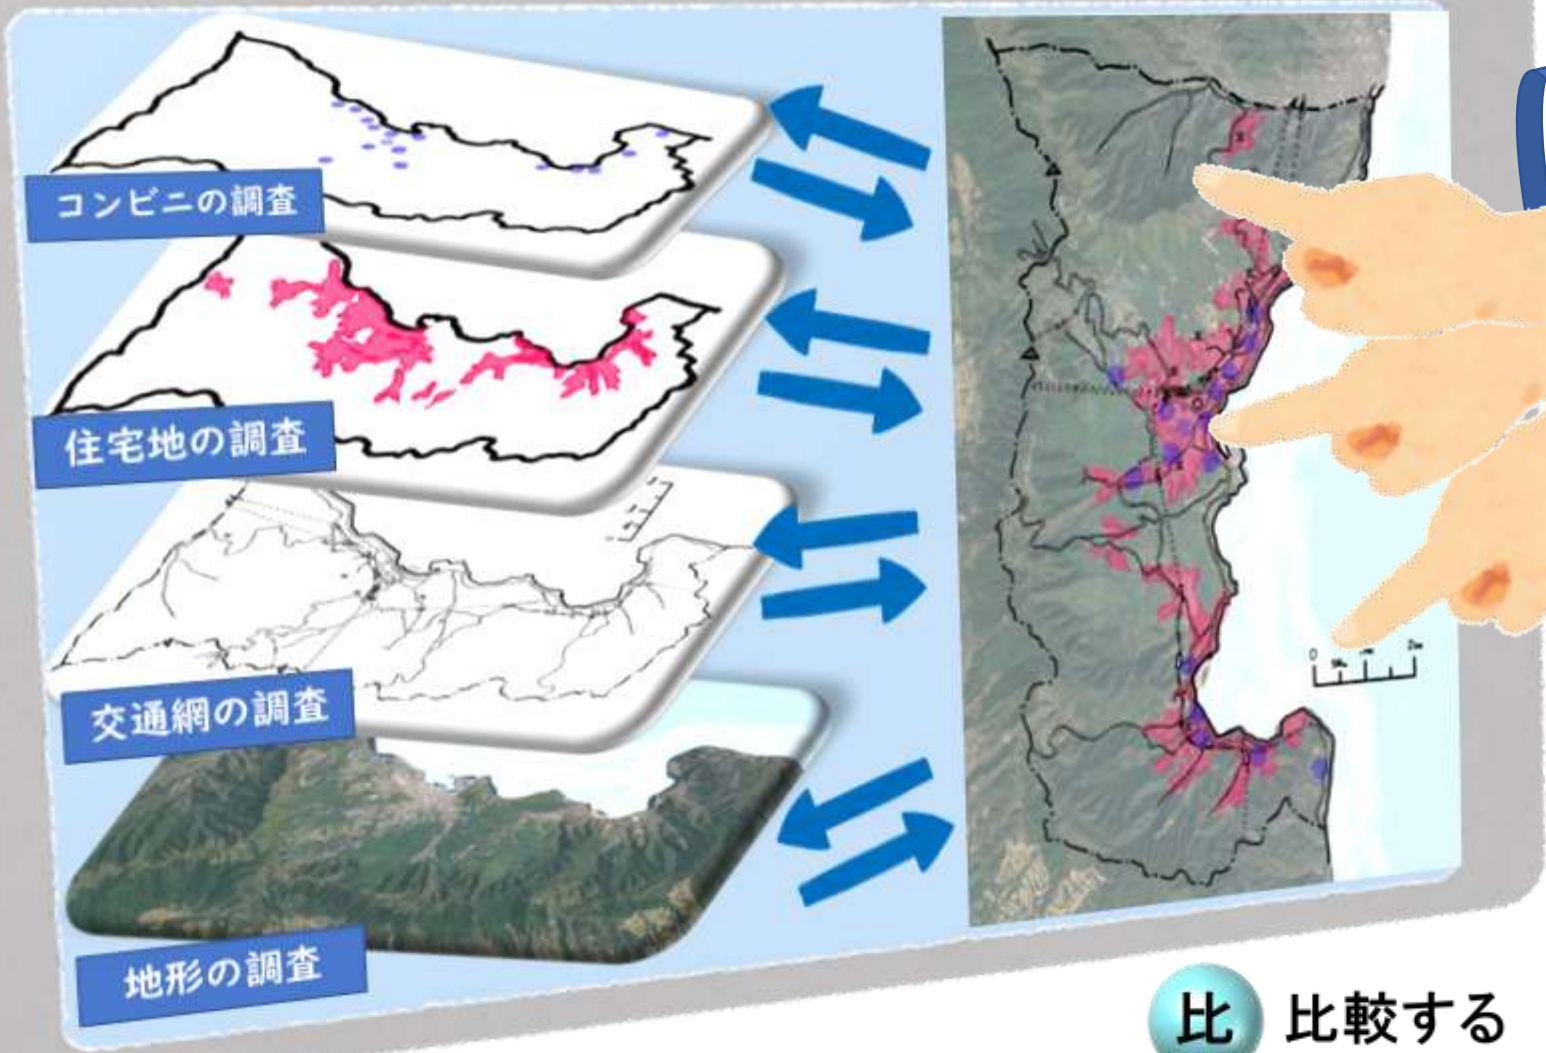 コンビニの調査
住宅地の調査
交通網の調査
地形の調査
比 比較する